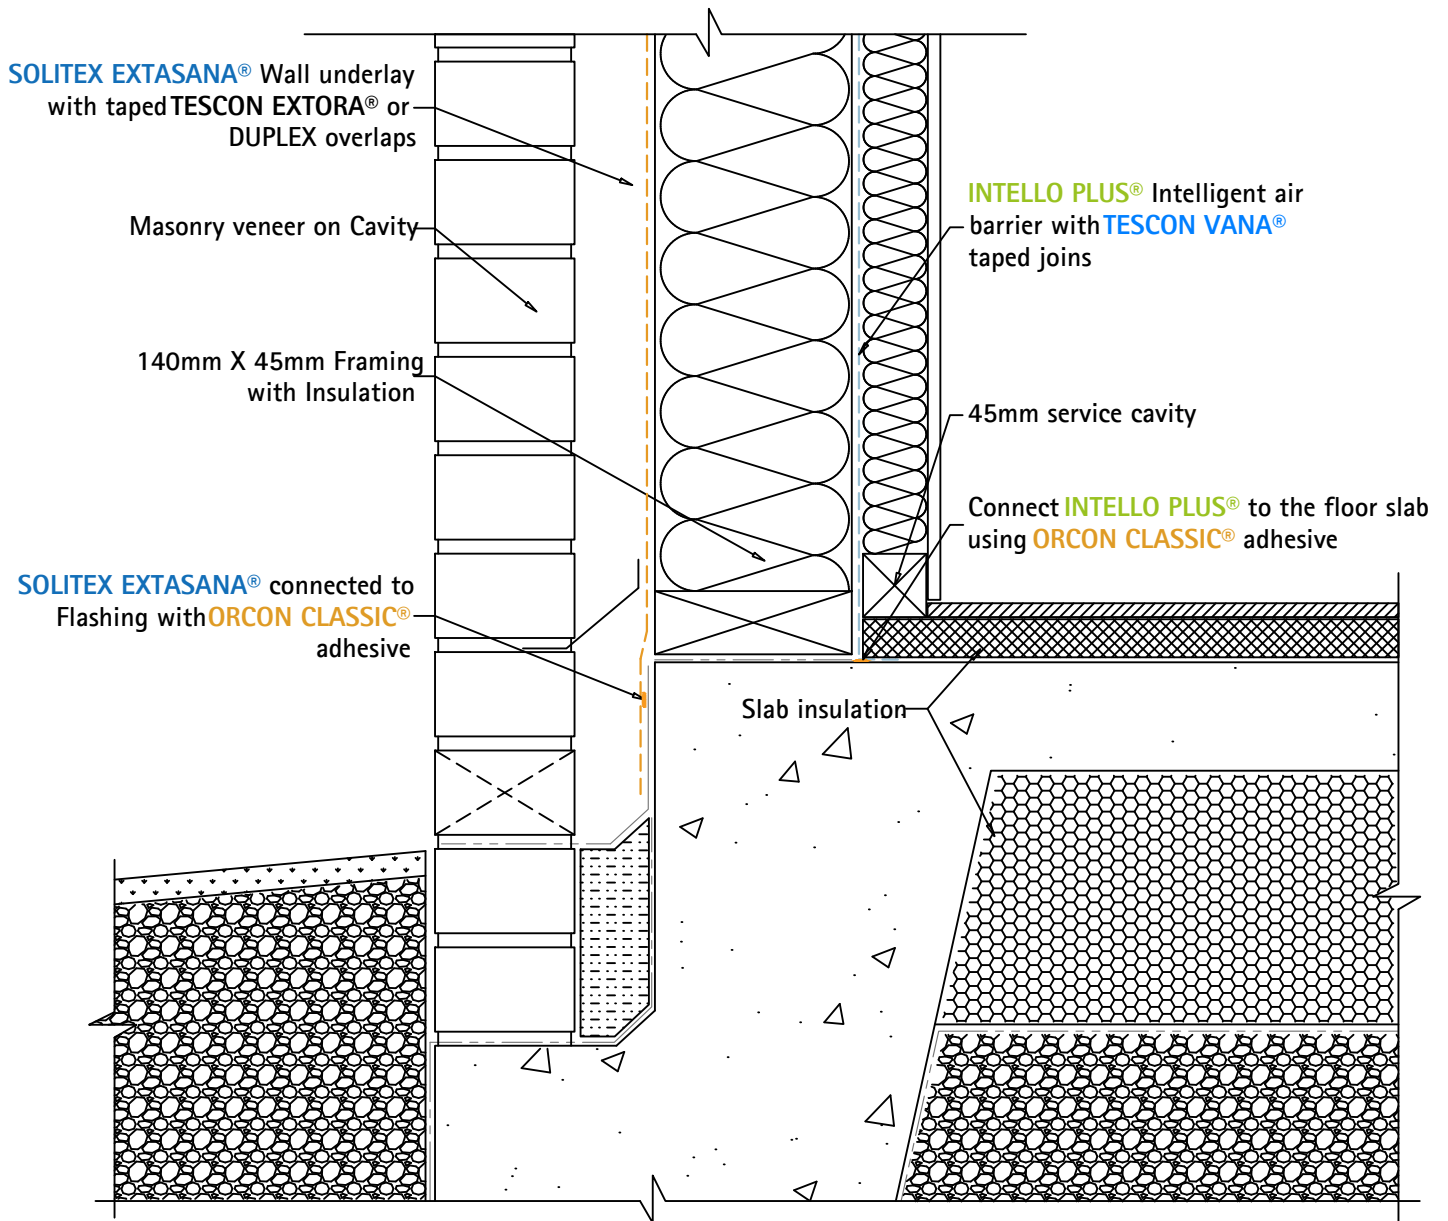 SOLITEX EXTASANA® Wall underlay
with taped TESCON EXTORA® or
DUPLEX overlaps
Masonry veneer on Cavity
140mm X 45mm Framing
with Insulation
SOLITEX EXTASANA® connected to
Flashing with ORCON CLASSIC®
adhesive
INTELLO PLUS® Intelligent air
barrier with TESCON VANA®
taped joins
45mm service cavity
Connect INTELLO PLUS® to the floor slab
using ORCON CLASSIC® adhesive
Slab insulation